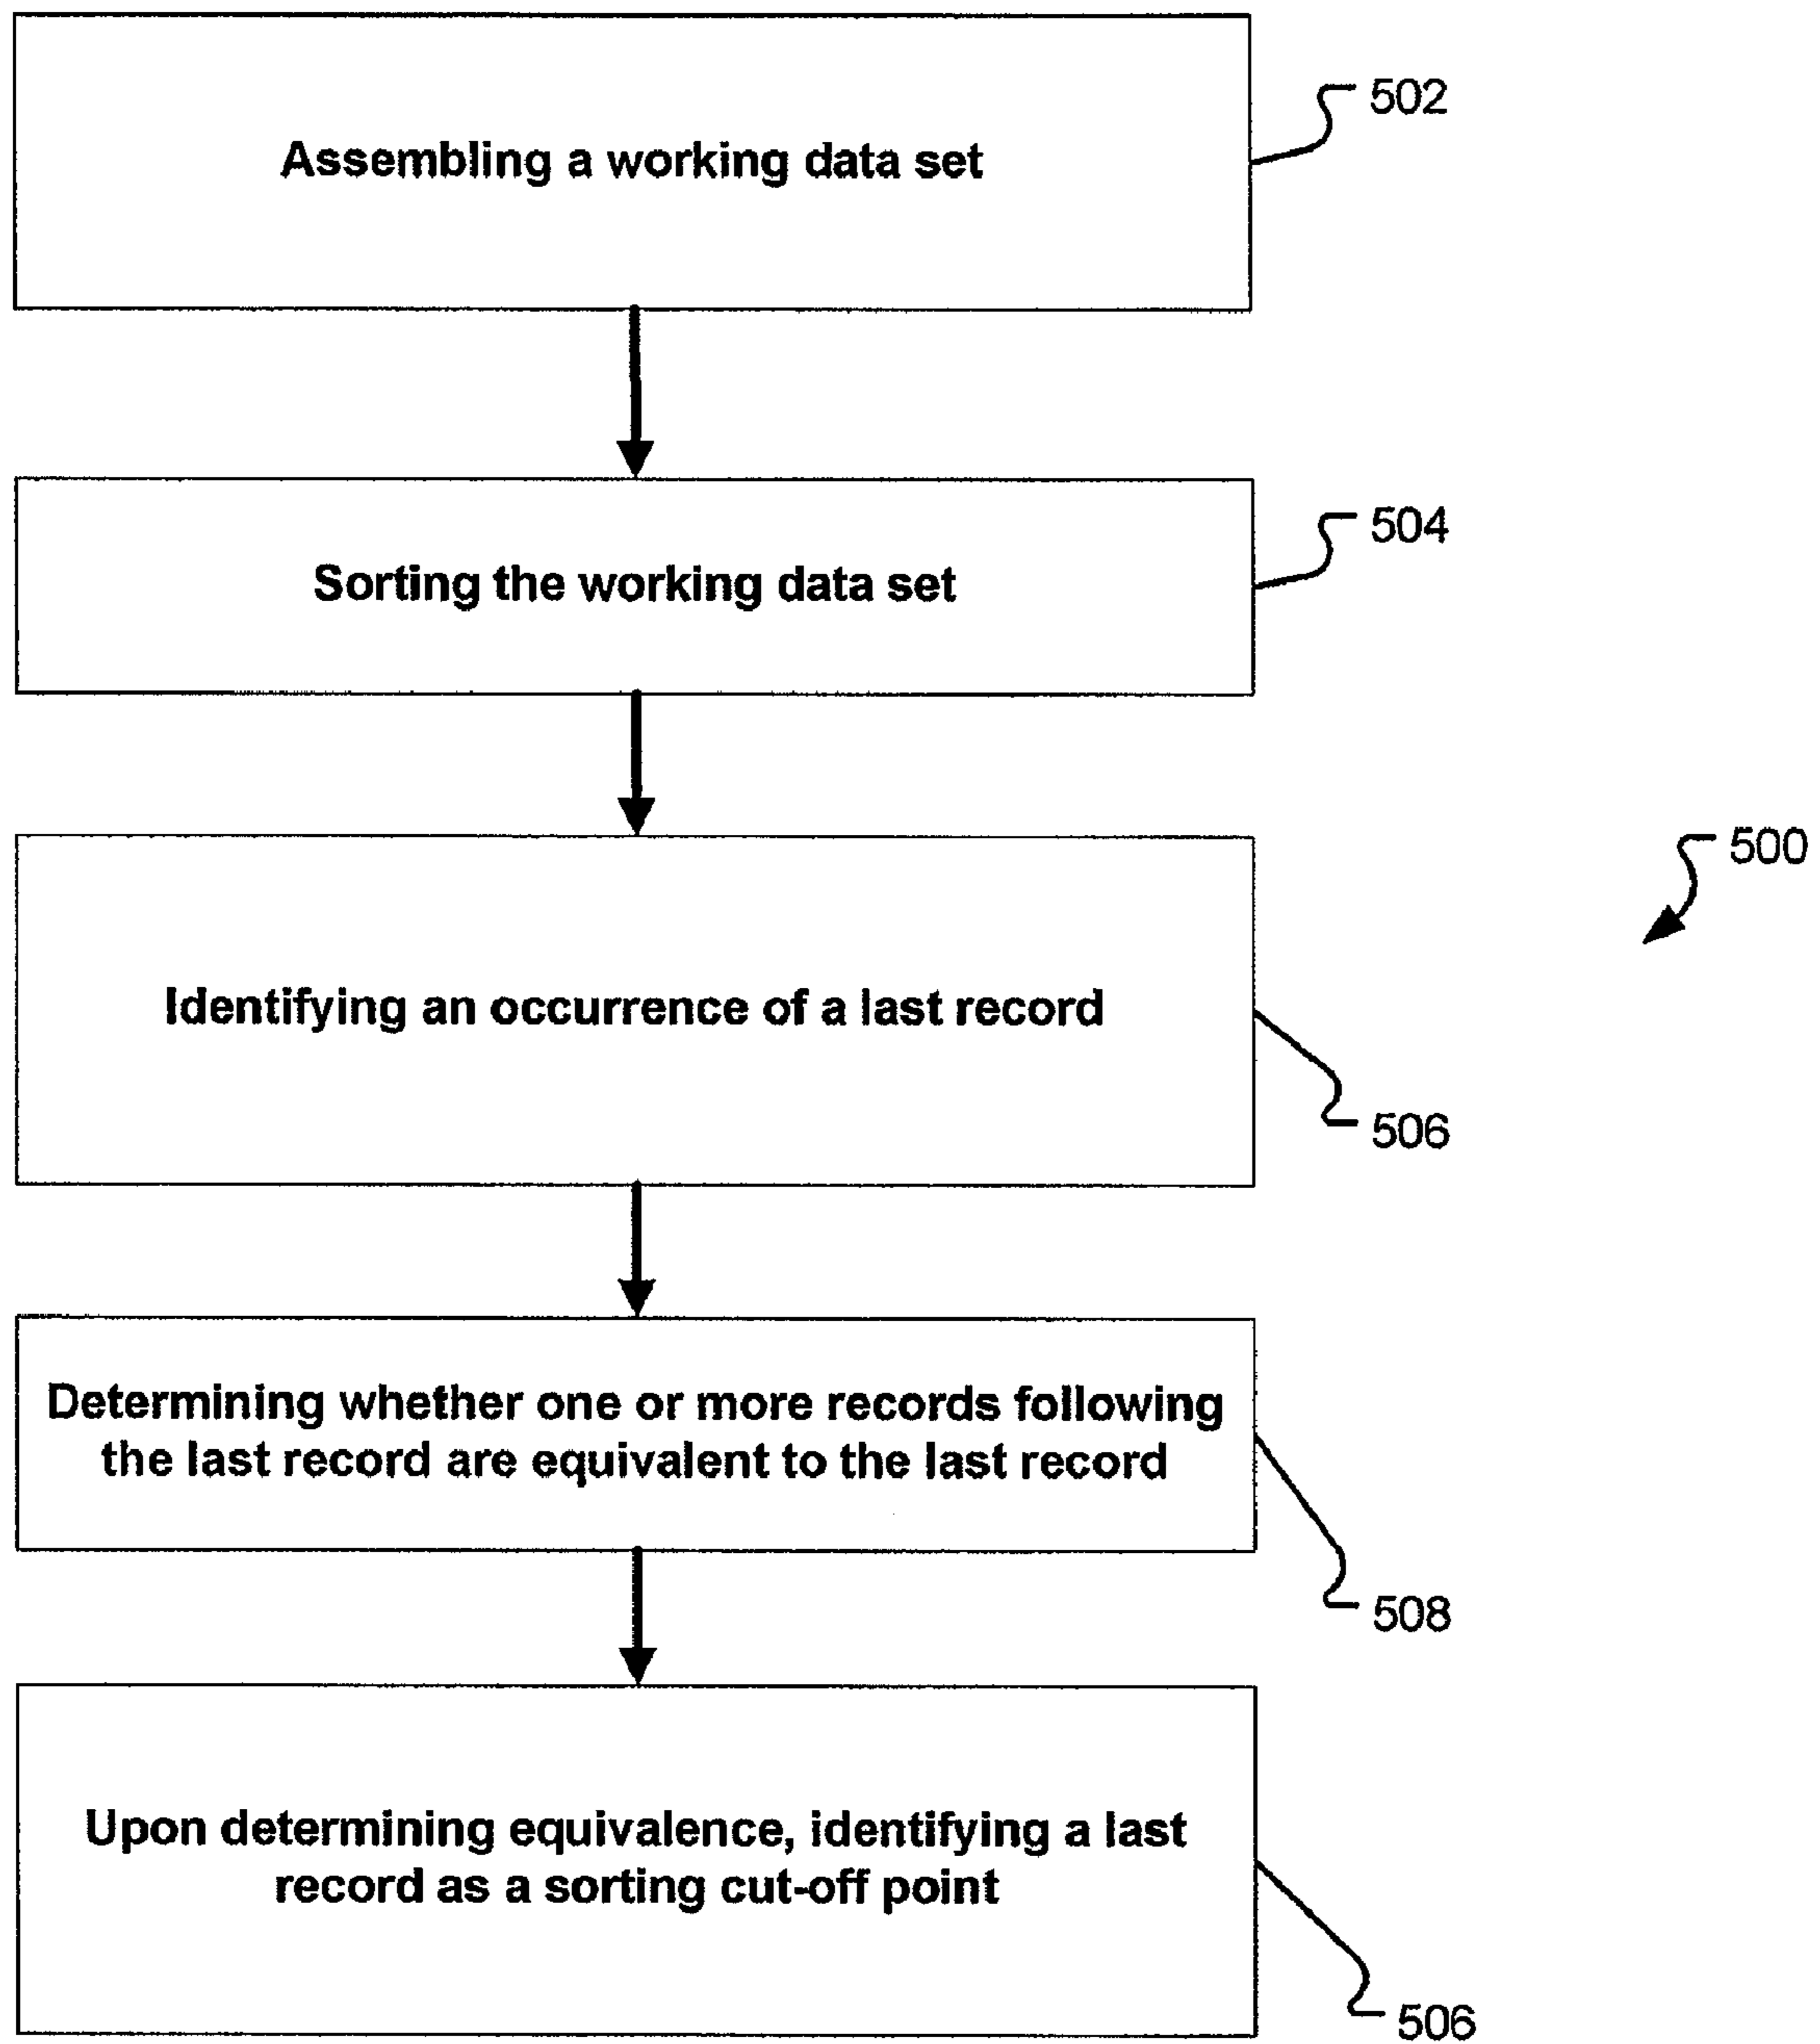 Assembling a working data set
502
Sorting the working data set
504
Identifying an occurrence of a last record
506
500
Determining whether one or more records following
the last record are equivalent to the last record
508
Upon determining equivalence, identifying a last
record as a sorting cut-off point
506